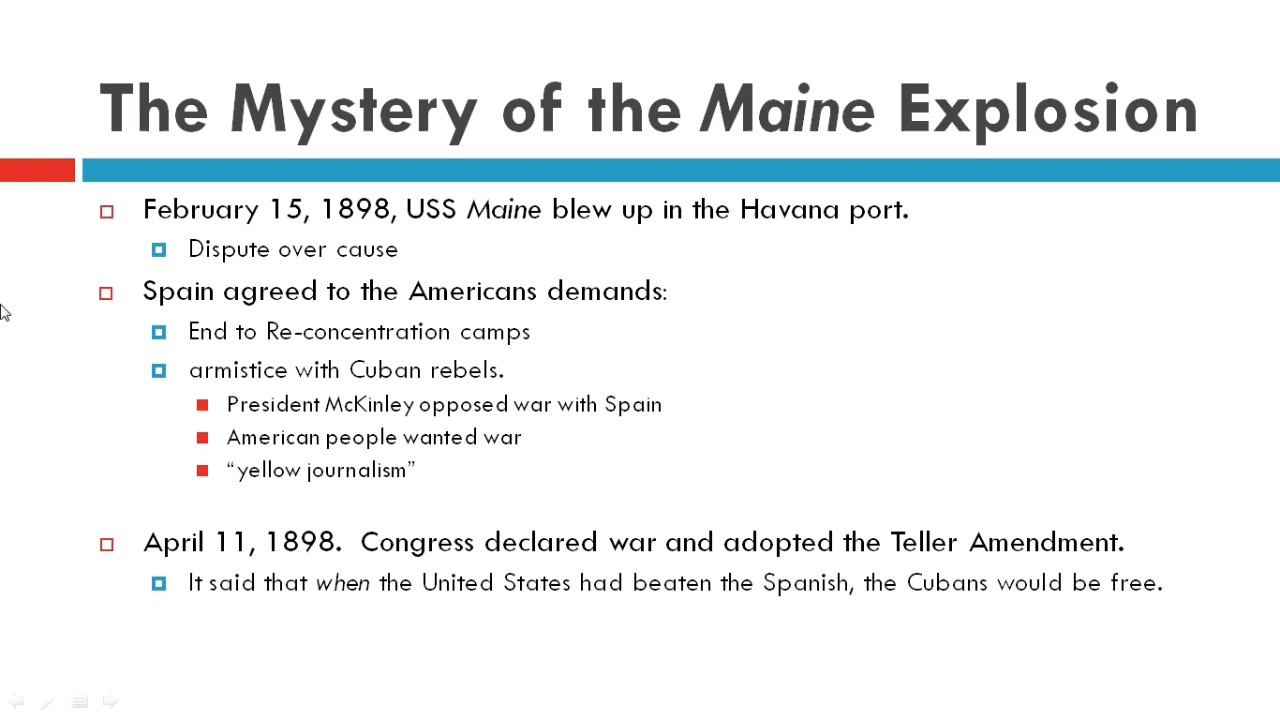 The Mystery of the Maine Explosion
February 15, 1898, USS Maine blew up in the Havana port.
Dispute over cause
Spain agreed to the Americans demands:
End to Re-concentration camps
armistice with Cuban rebels.
President McKinley opposed war with Spain
American people wanted war
“yellow journalism”
April 11, 1898.  Congress declared war and adopted the Teller Amendment.
It said that when the United States had beaten the Spanish, the Cubans would be free.